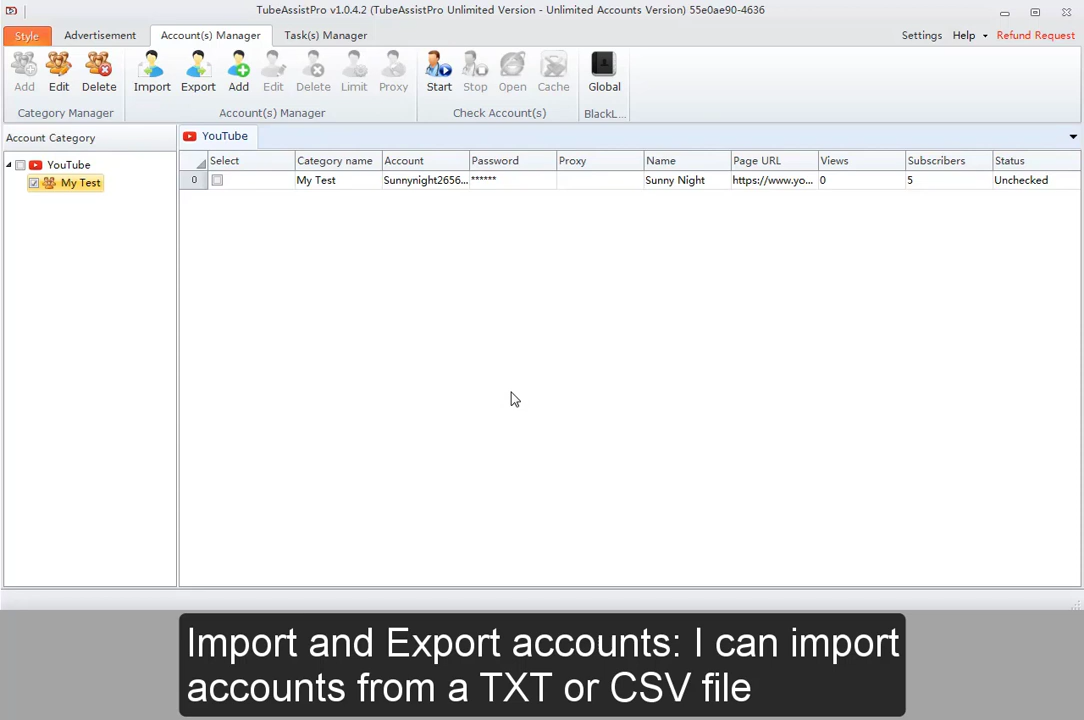 TubeAssistPro v1.0.4.2 (TubeAssistPro Unlimited Version - Unlimited Accounts Version) 55e0ae90-4636
Style Advertisement Account(s) Manager Task(s) Manager Settings Help Refund Request
Add Edit Delete Import Export Add Edit Delete Limit Proxy Start Stop Open Cache Global
Category Manager Account(s) Manager Check Account(s) BlackL...
Account Category YouTube
Select Category name Account Password Proxy Name Page URL Views Subscribers Status
YouTube
0 My Test Sunnynight2656... ****** Sunny Night https://www.yo... 0 5 Unchecked
My Test
Import and Export accounts: I can import
accounts from a TXT or CSV file